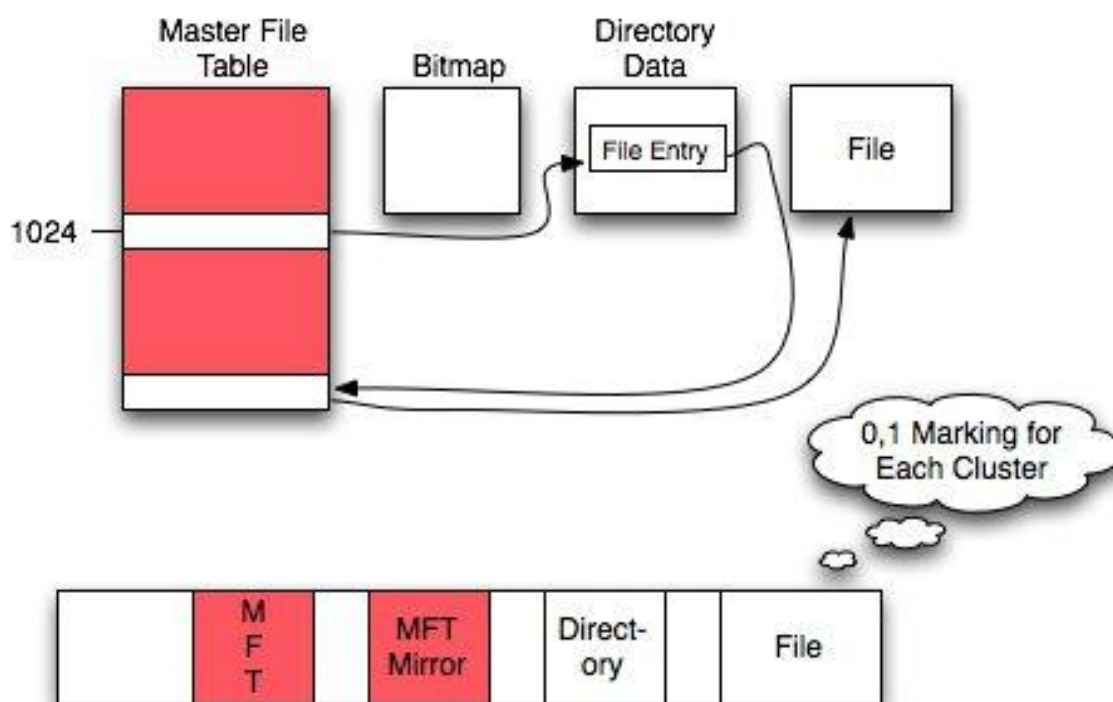 Master File
Table
Bitmap
Directory
Data
File Entry
File
1024
0,1 Marking for
Each Cluster
M
F
T
MFT
Mirror
Direct-
ory
File